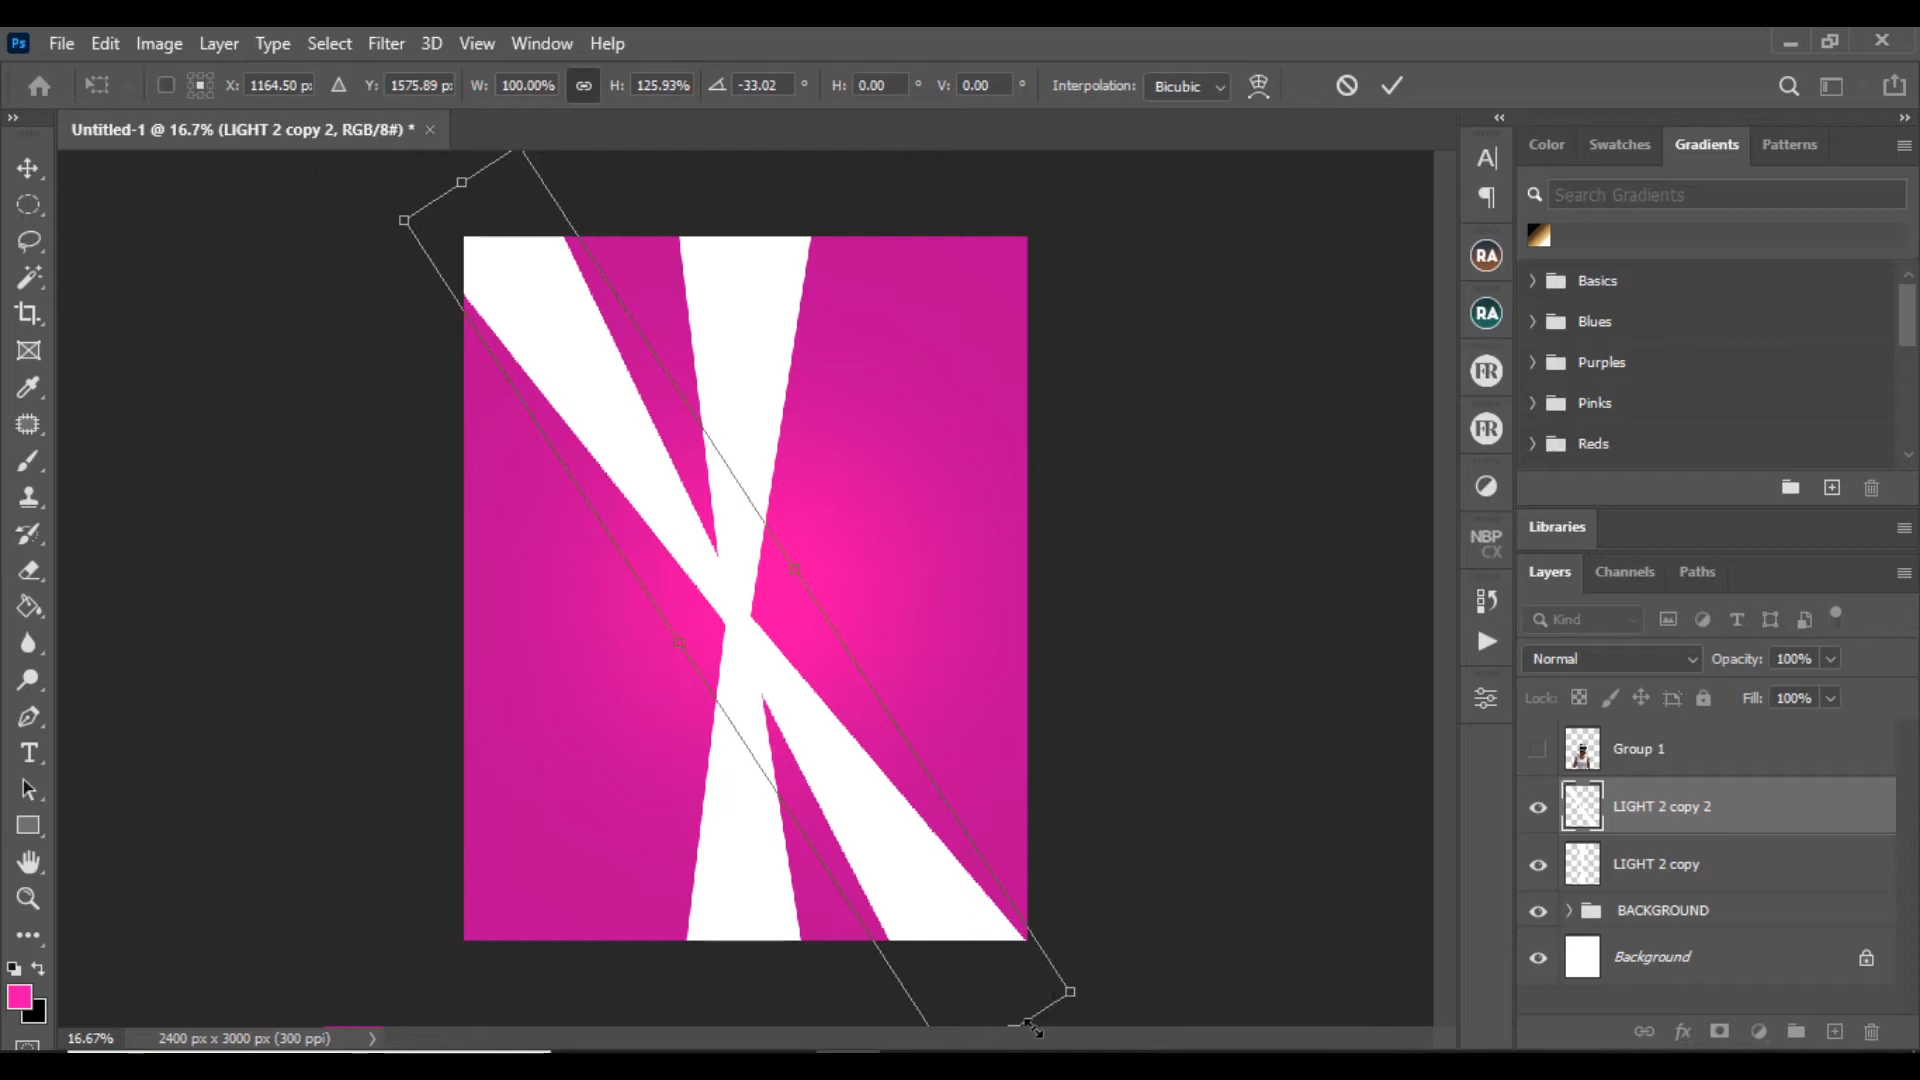 Ps File Edit Image Layer Type Select Filter 3D View Window Help
X: 1164.50 p Y: 1575.89 p W: 100.00% H: 125.93% -33.02 ° H: 0.00 ° V: 0.00 ° Interpolation: Bicubic
Untitled-1 @ 16.7% (LIGHT 2 copy 2, RGB/8#) * ×
Color Swatches Gradients Patterns
Search Gradients
Basics
Blues
Purples
Pinks
Reds
A|
RA
RA
FR
FR
NBP
CX
Libraries
Layers Channels Paths
Kind
Normal Opacity: 100%
Lock: Fill: 100%
Group 1
LIGHT 2 copy 2
LIGHT 2 copy
BACKGROUND
Background
fx
16.67% 2400 px x 3000 px (300 ppi)